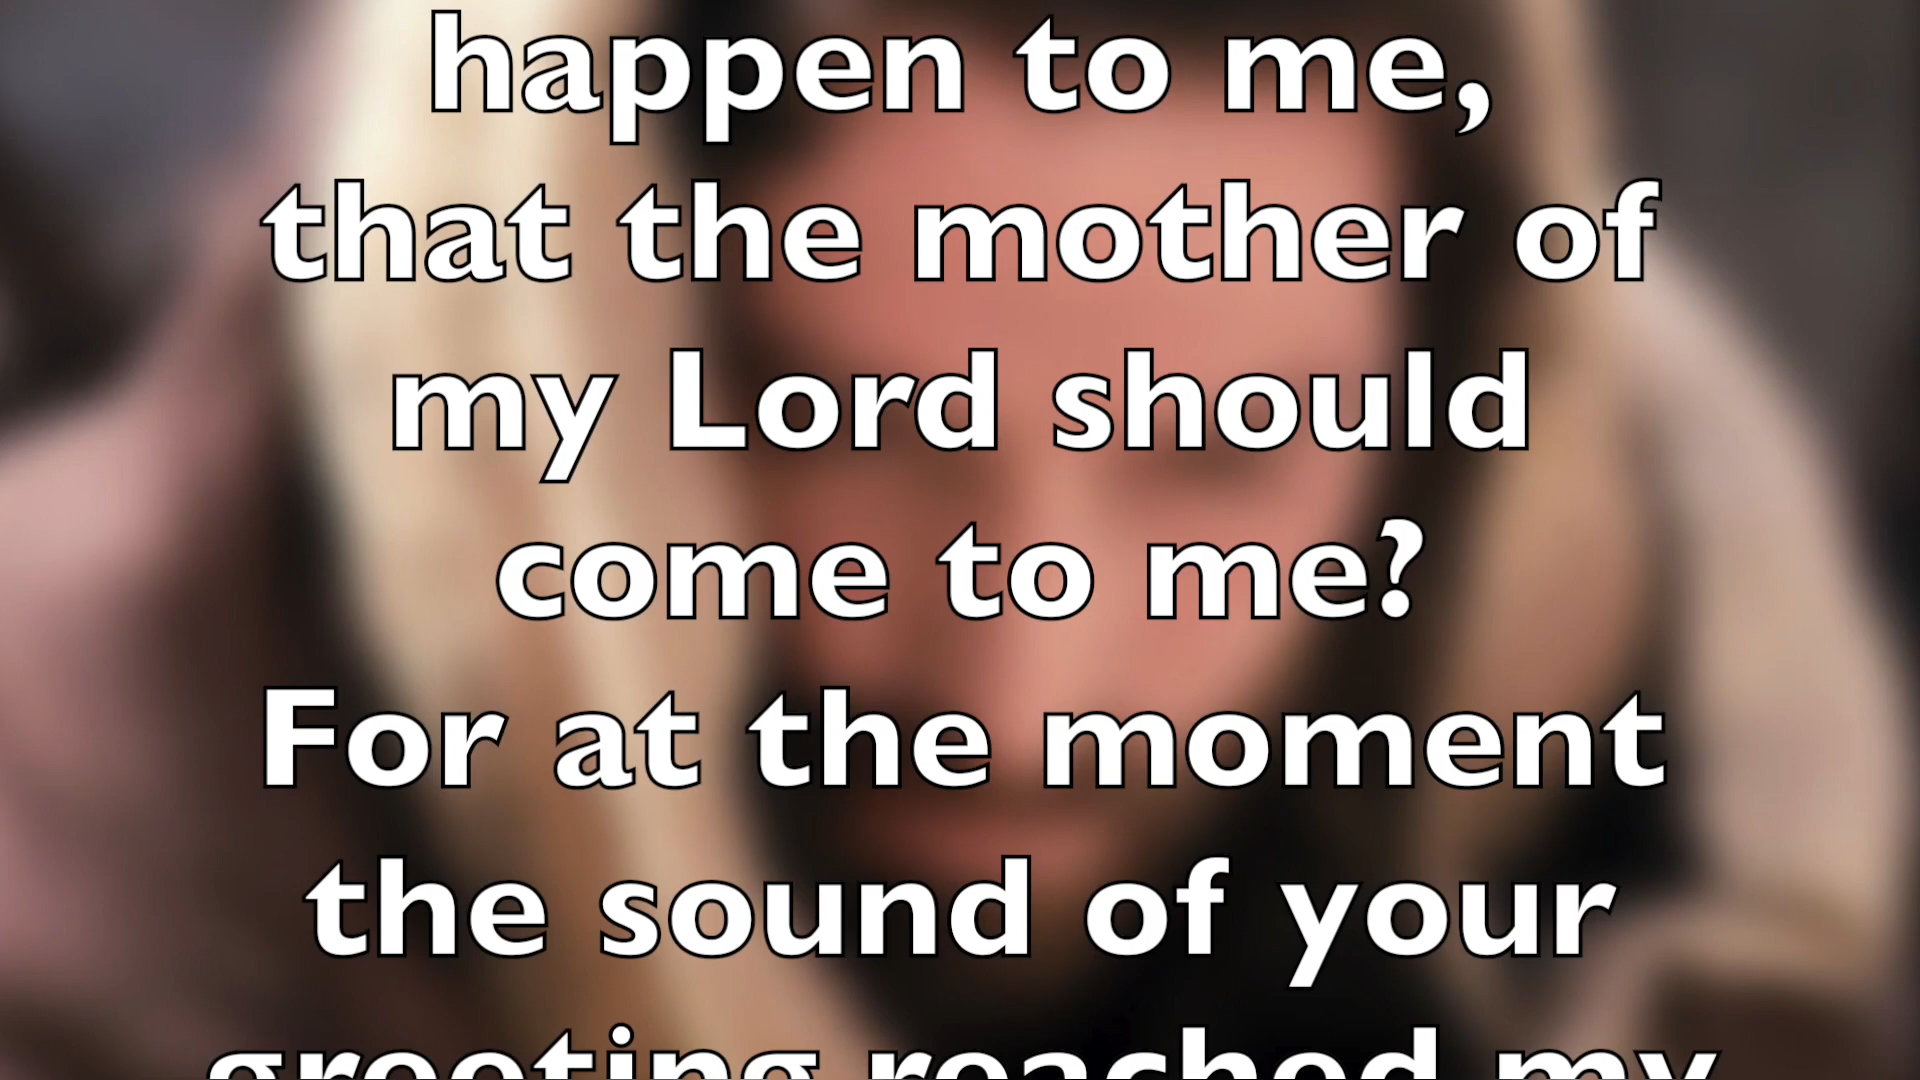 happen to me,
that the mother of
my Lord should
come to me?
For at the moment
the sound of your
greeting reached my